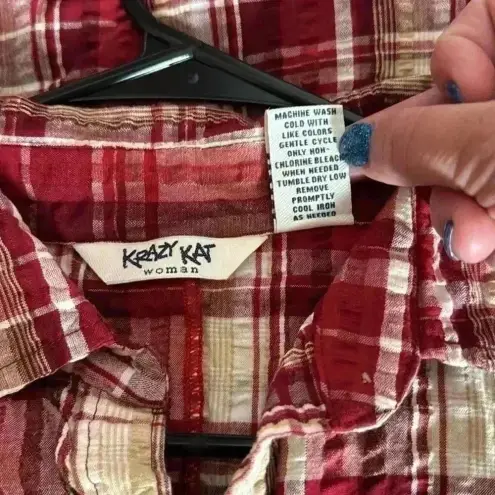 MACHINE WASH
COLD WITH
LIKE COLORS
GENTLE CYCLE
ONLY NON-
CHLORINE BLEACH
WHEN NEEDED
TUMBLE DRY LOW
REMOVE
PROMPTLY
COOL IRON
AS NEEDED
KRAZY KAT
woman